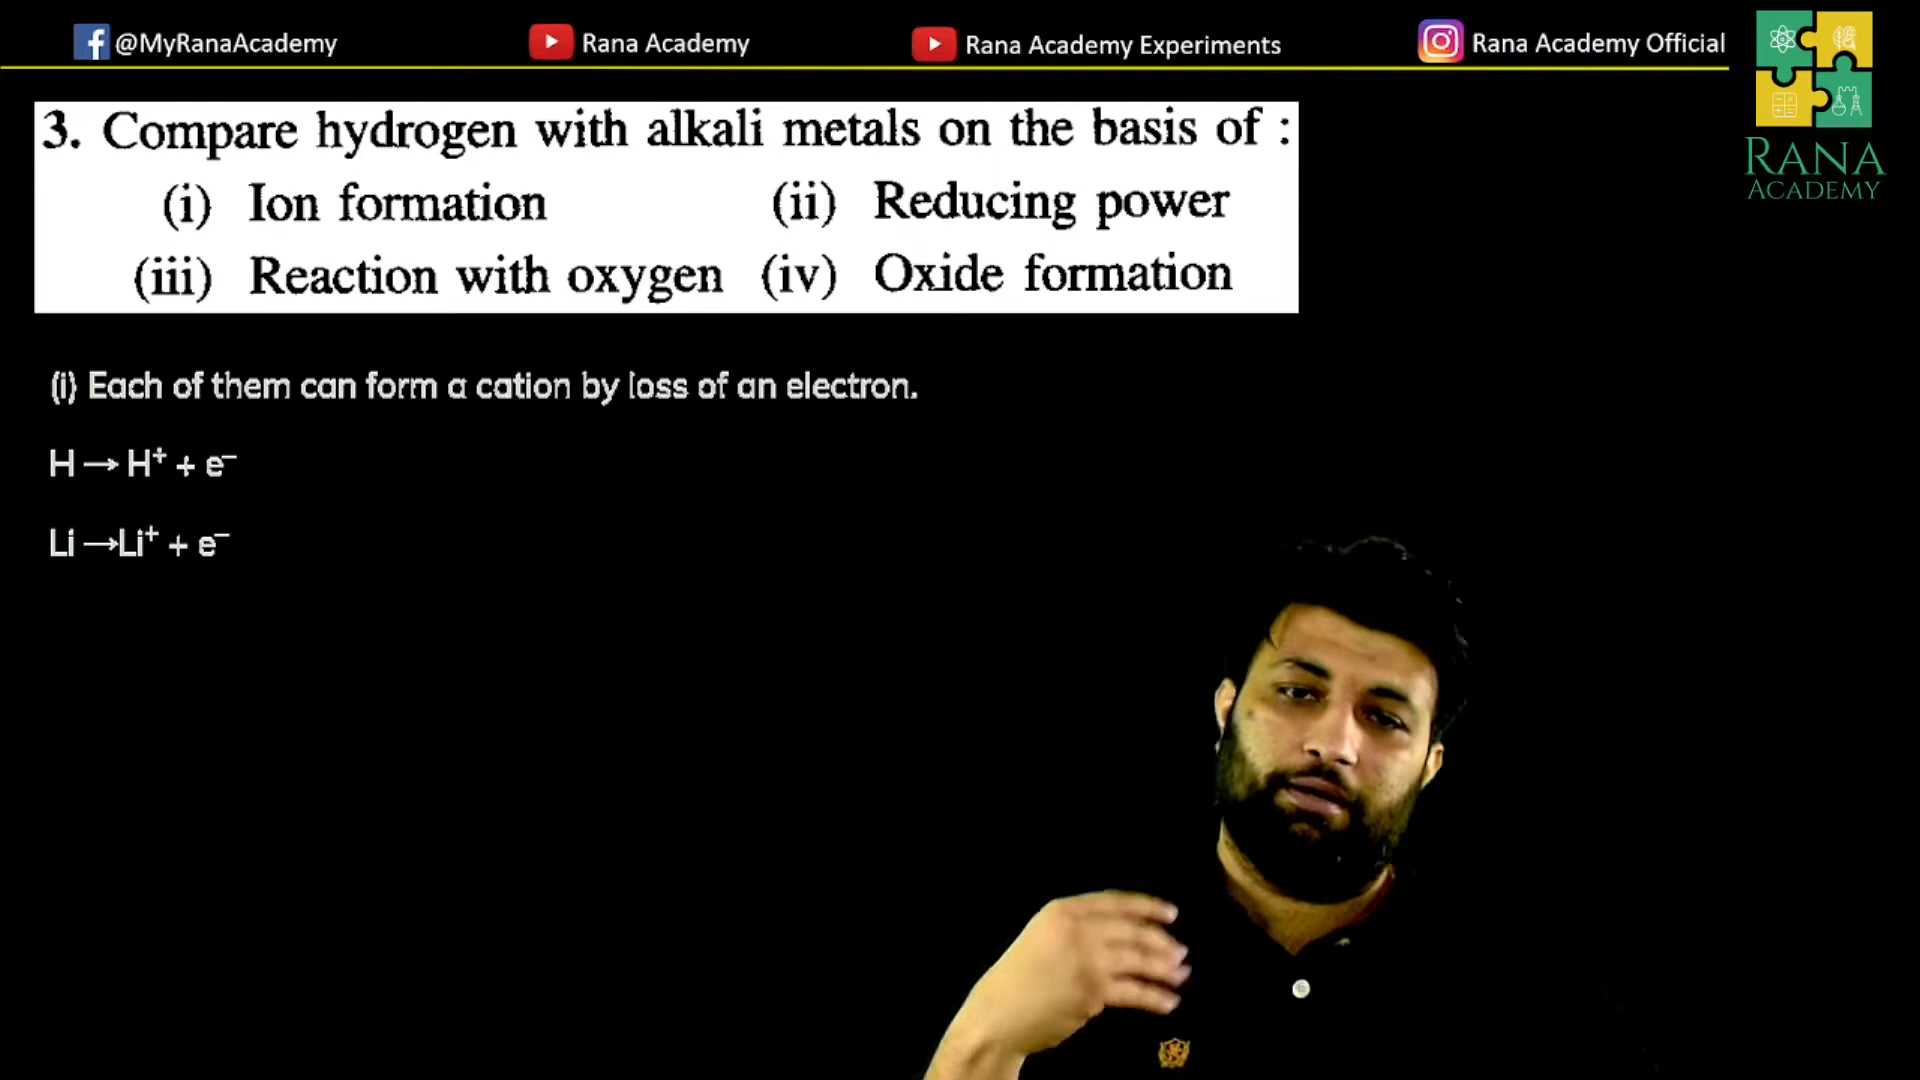 @MyRanaAcademy
Rana Academy
Rana Academy Experiments
Rana Academy Official
RANA
ACADEMY
3. Compare hydrogen with alkali metals on the basis of :
(i) Ion formation (ii) Reducing power
(iii) Reaction with oxygen (iv) Oxide formation
(i) Each of them can form a cation by loss of an electron.
H → H⁺ + e⁻
Li →Li⁺ + e⁻